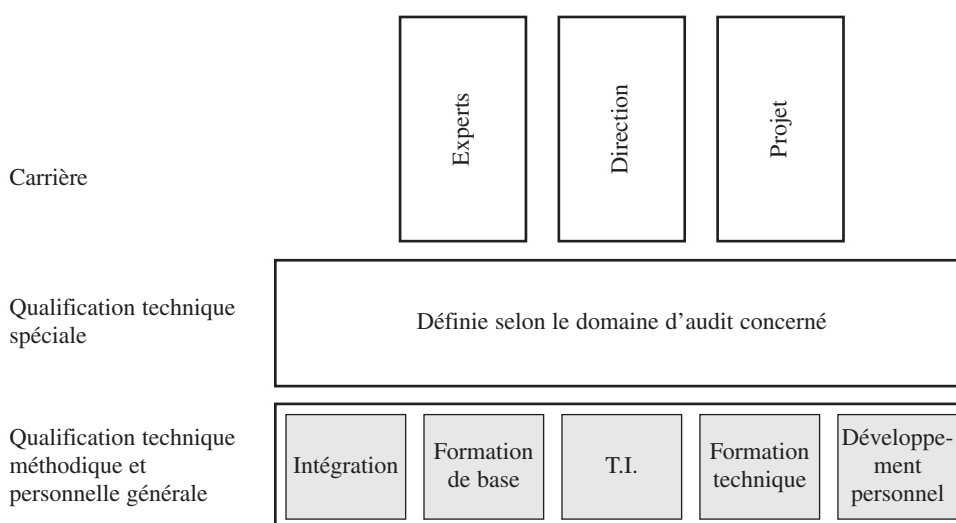 Experts
Direction
Projet
Carrière
Qualification technique
spéciale
Définie selon le domaine d'audit concerné
Qualification technique
méthodique et
personnelle générale
Intégration
Formation
de base
T.I.
Formation
technique
Développe-
ment
personnel